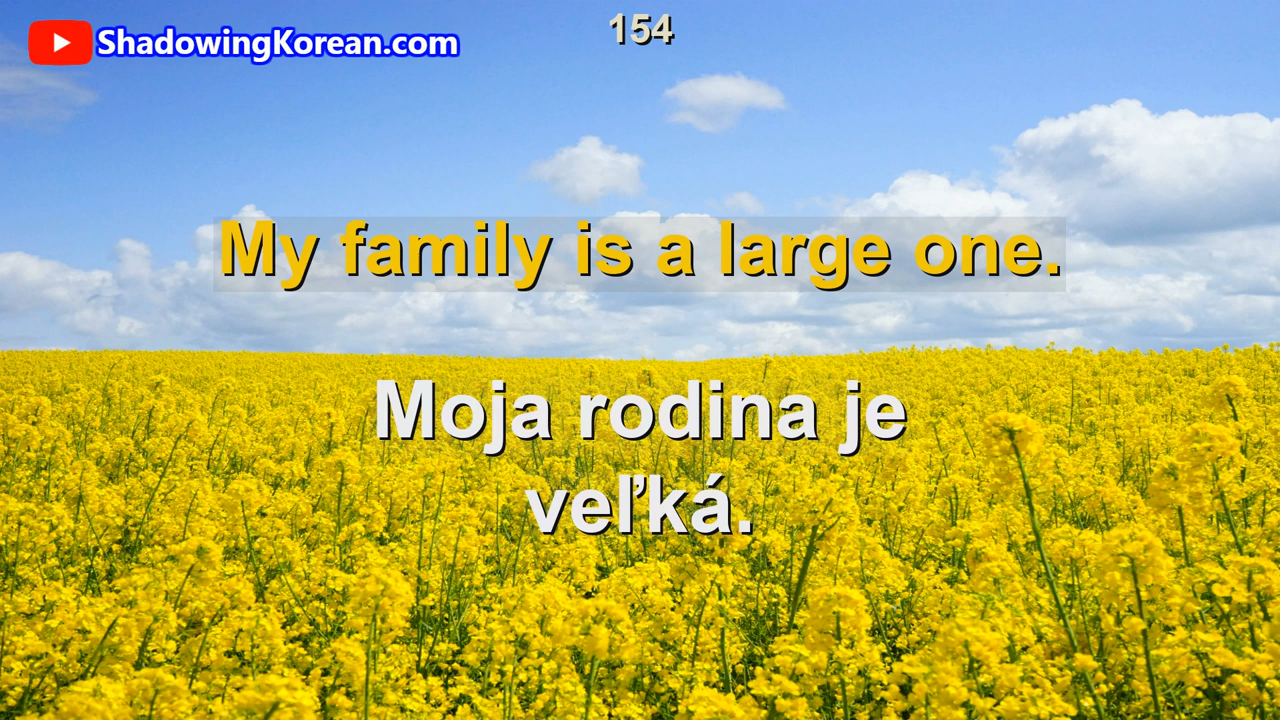 ShadowingKorean.com
154
My family is a large one.
Moja rodina je
veľká.